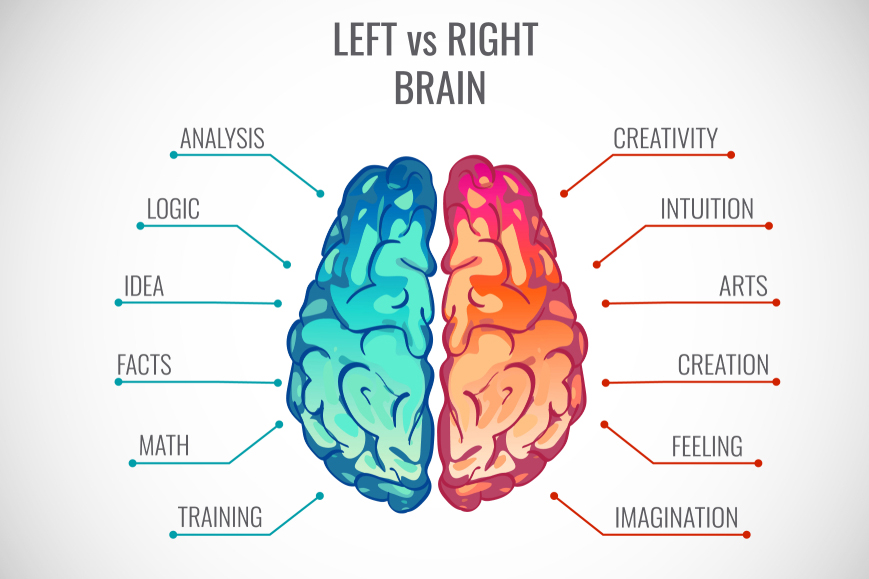 LEFT vs RIGHT
BRAIN
ANALYSIS
LOGIC
IDEA
FACTS
MATH
TRAINING
CREATIVITY
INTUITION
ARTS
CREATION
FEELING
IMAGINATION